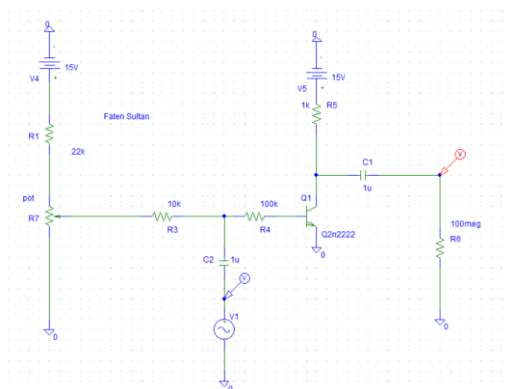 0
0
15V
V4
15V
V5
1k
R5
R1
Faten Sultan
22k
C1
1u
V
pot
R7
10k
R3
100k
R4
Q1
Q2n2222
100meg
R6
C2
1u
V
V1
0
0
0
0